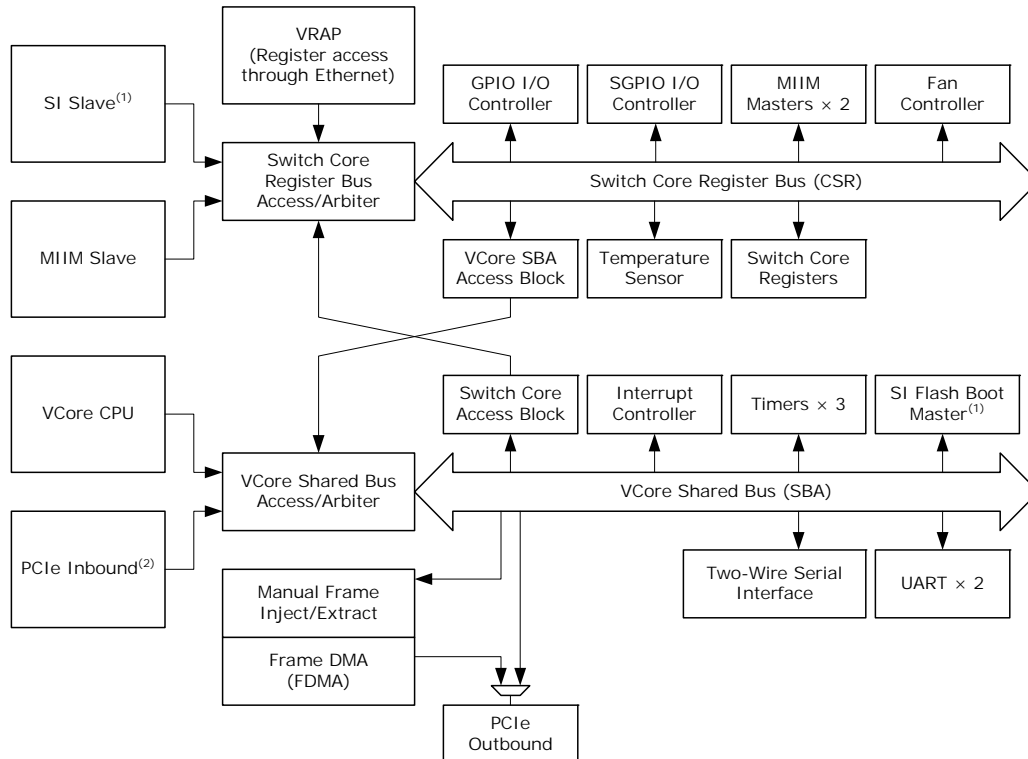 VRAP
(Register access
through Ethernet)
SI Slave(1)
GPIO I/O
Controller
SGPIO I/O
Controller
MIIM
Masters × 2
Fan
Controller
Switch Core
Register Bus
Access/Arbiter
Switch Core Register Bus (CSR)
MIIM Slave
VCore SBA
Access Block
Temperature
Sensor
Switch Core
Registers
VCore CPU
Switch Core
Access Block
Interrupt
Controller
Timers × 3
SI Flash Boot
Master(1)
VCore Shared Bus
Access/Arbiter
VCore Shared Bus (SBA)
PCIe Inbound(2)
Manual Frame
Inject/Extract
Two-Wire Serial
Interface
UART × 2
Frame DMA
(FDMA)
PCIe
Outbound